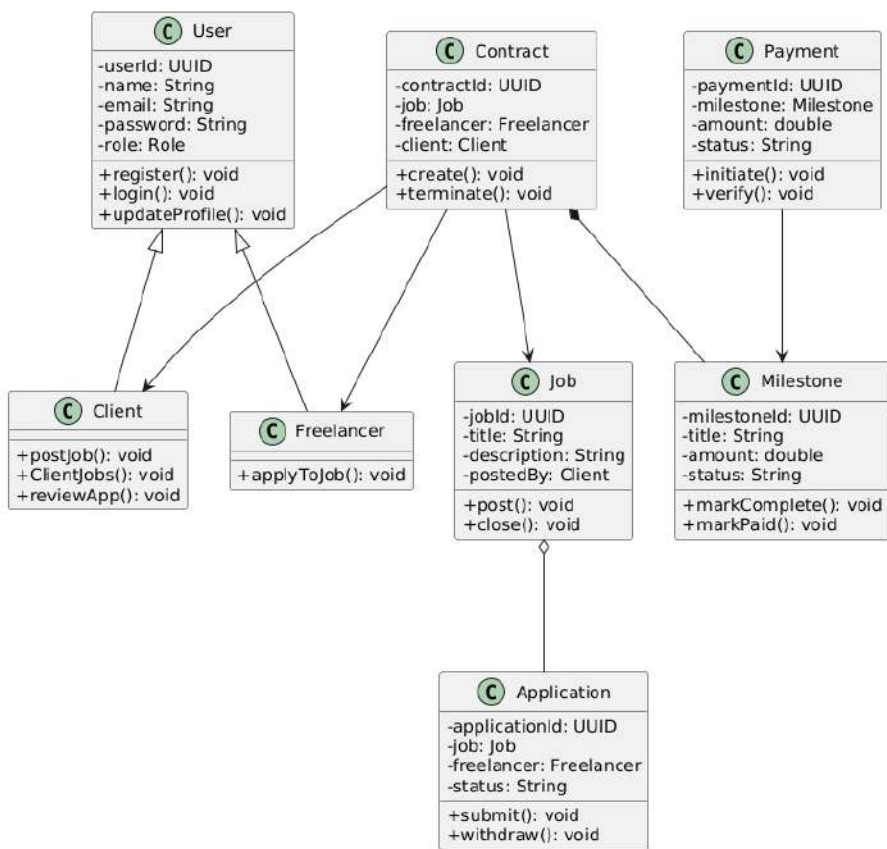 C User
-userId: UUID
-name: String
-email: String
-password: String
-role: Role
+register(): void
+login(): void
+updateProfile(): void
C Contract
-contractId: UUID
-job: Job
-freelancer: Freelancer
-client: Client
+create(): void
+terminate(): void
C Payment
-paymentId: UUID
-milestone: Milestone
-amount: double
-status: String
+initiate(): void
+verify(): void
C Client
+postJob(): void
+ClientJobs(): void
+reviewApp(): void
C Freelancer
+applyToJob(): void
C Job
-jobId: UUID
-title: String
-description: String
-postedBy: Client
+post(): void
+close(): void
C Milestone
-milestoneId: UUID
-title: String
-amount: double
-status: String
+markComplete(): void
+markPaid(): void
C Application
-applicationId: UUID
-job: Job
-freelancer: Freelancer
-status: String
+submit(): void
+withdraw(): void